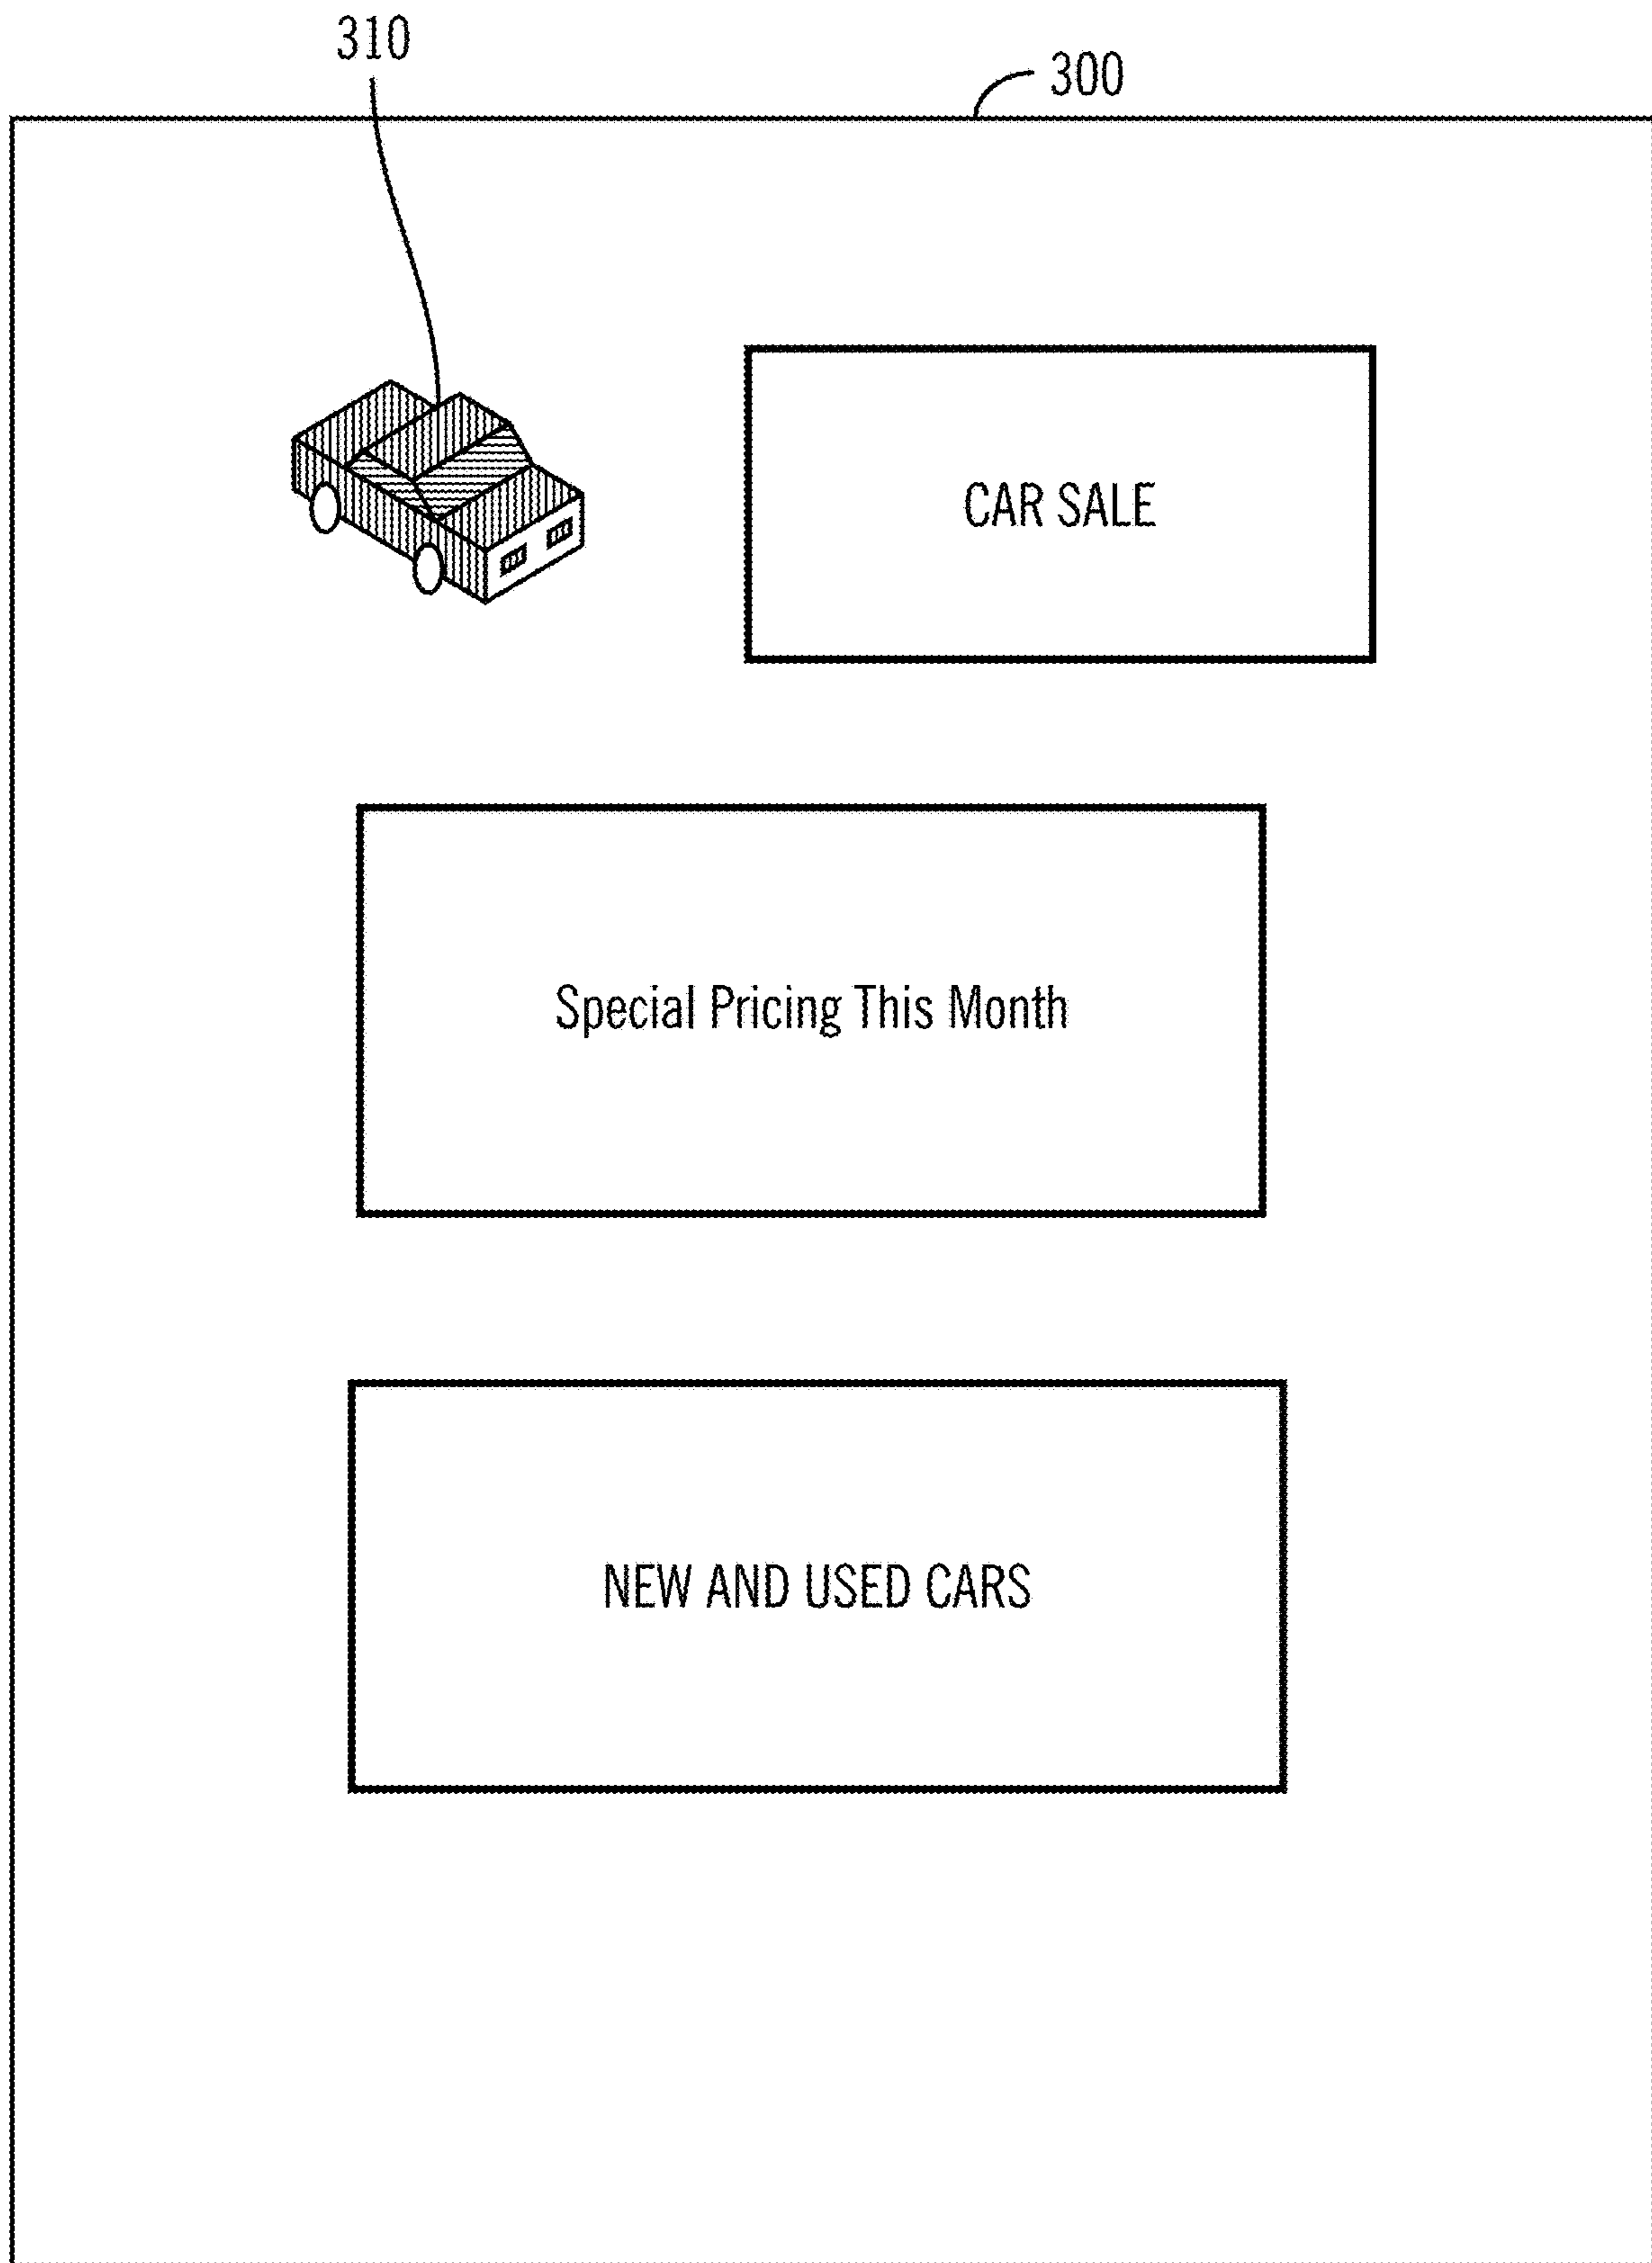 310
300
CAR SALE
Special Pricing This Month
NEW AND USED CARS